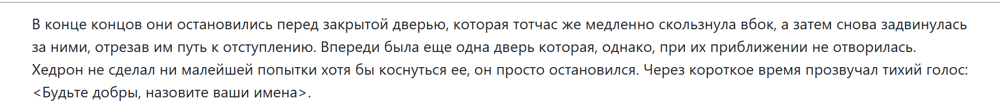 В конце концов они остановились перед закрытой дверью, которая тотчас же медленно скользнула вбок, а затем снова задвинулась
за ними, отрезав им путь к отступлению. Впереди была еще одна дверь которая, однако, при их приближении не отворилась.
Хедрон не сделал ни малейшей попытки хотя бы коснуться ее, он просто остановился. Через короткое время прозвучал тихий голос:
<Будьте добры, назовите ваши имена>.